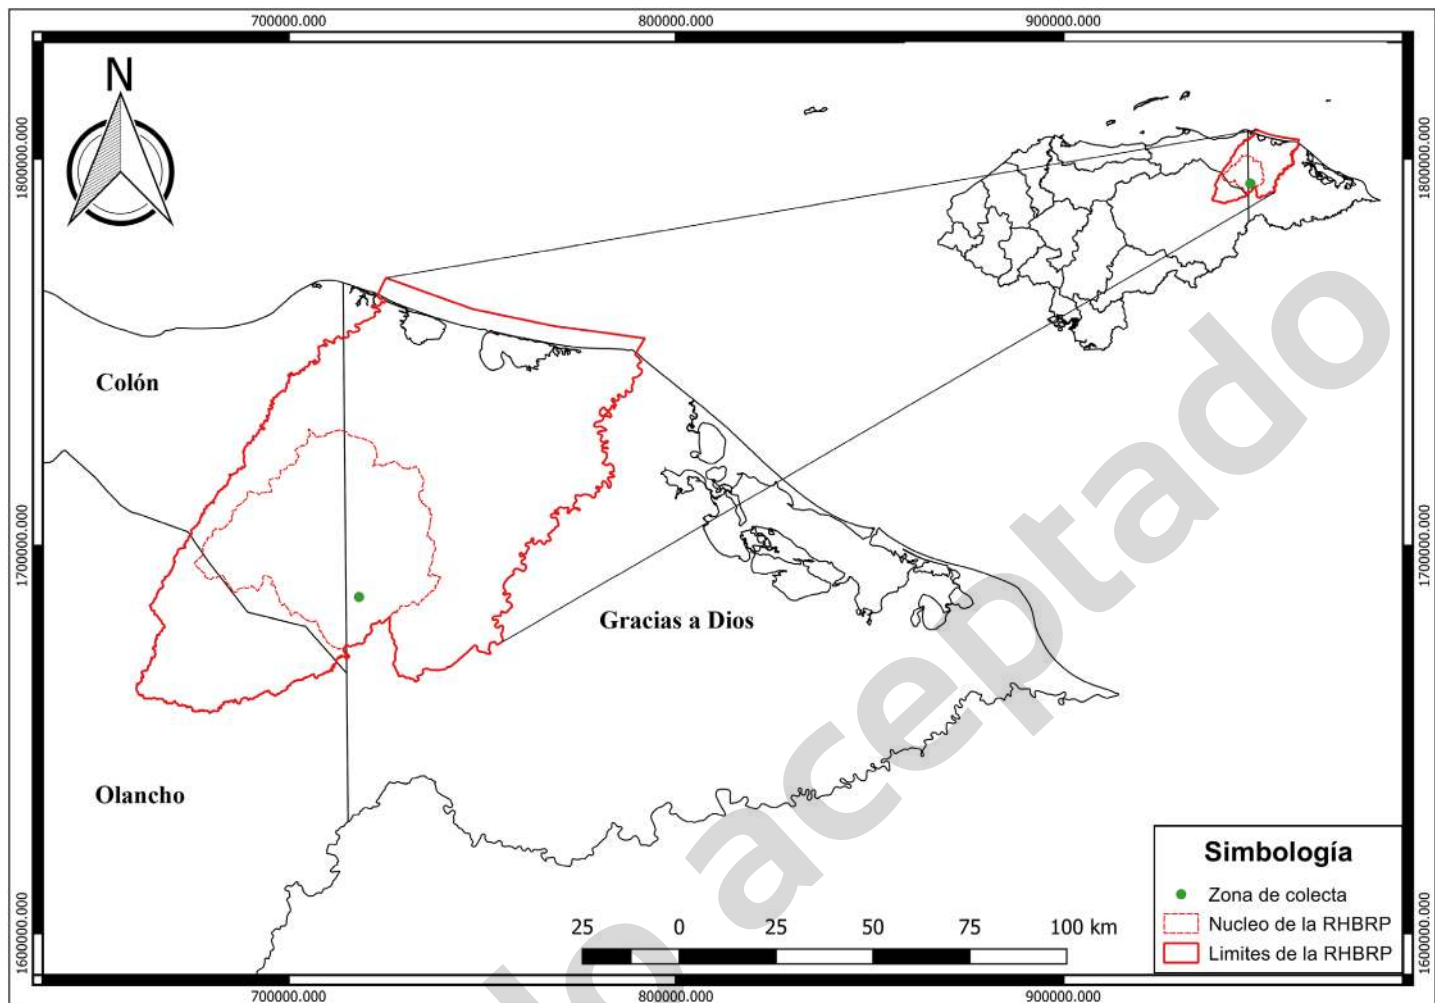 700000.000 800000.000 900000.000
N
1800000.000 1800000.000
Colón
1700000.000 1700000.000
Gracias a Dios
Olancho
Simbología
Zona de colecta
Nucleo de la RHBRP
Limites de la RHBRP
25 0 25 50 75 100 km
1600000.000 1600000.000
700000.000 800000.000 900000.000
do aceptado